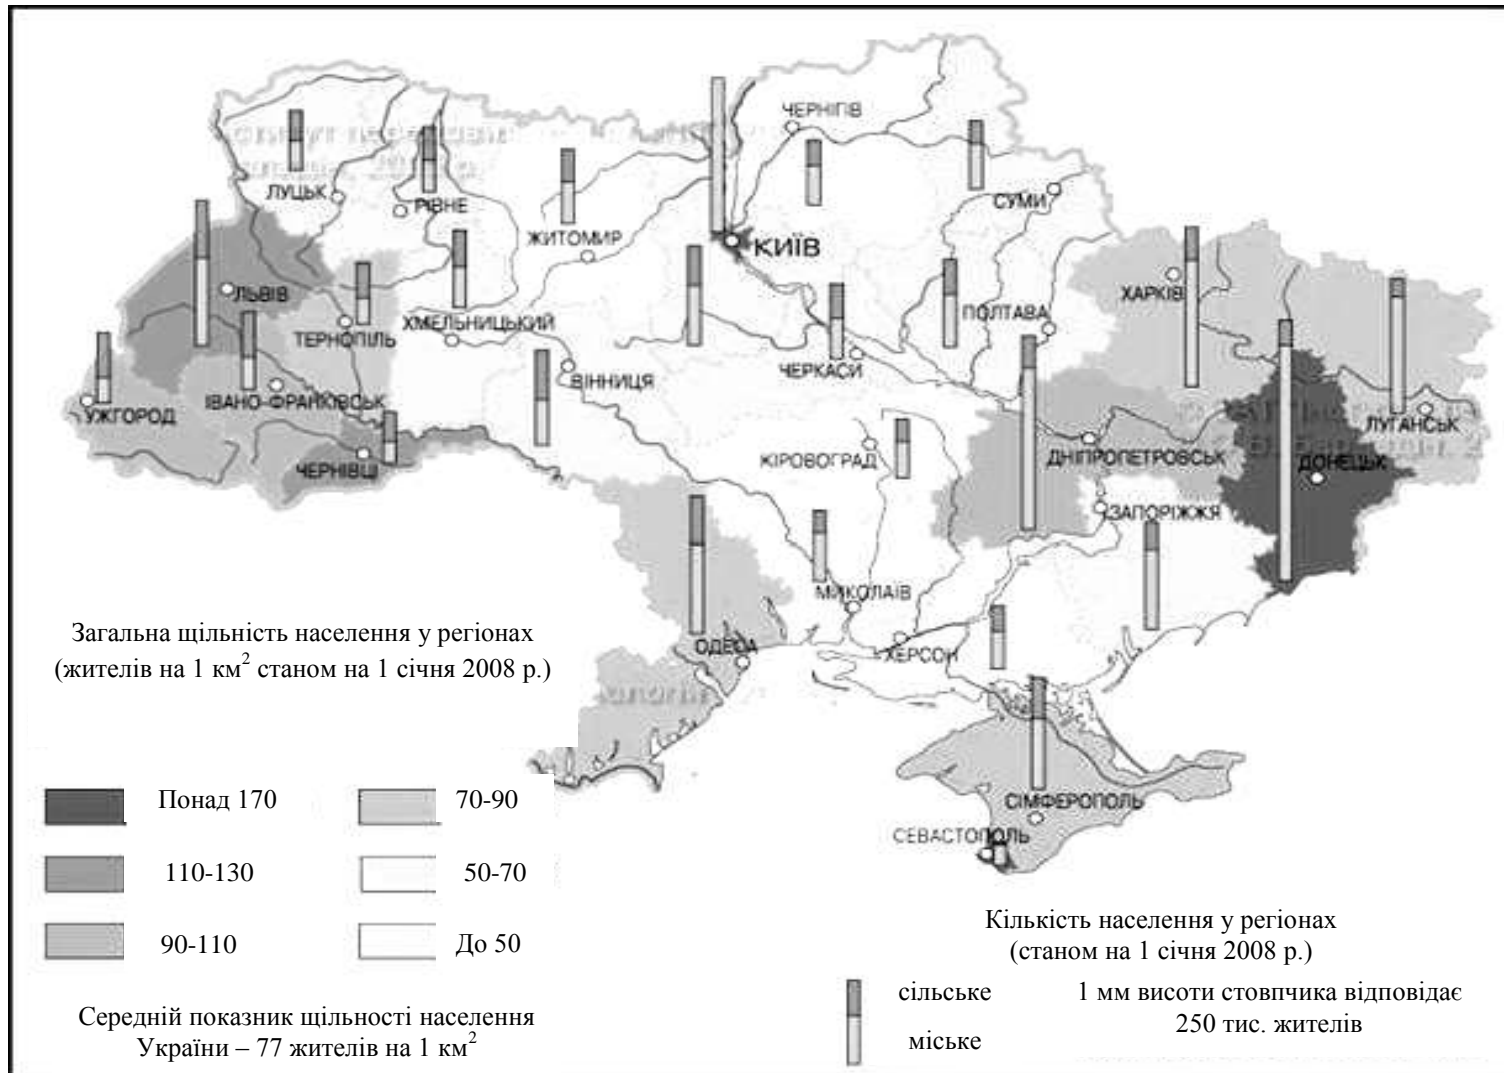 ЧЕРНІГІВ
ЛУЦЬК
РІВНЕ
СУМИ
ЖИТОМИР
КИЇВ
ЛЬВІВ
ХАРКІВ
ТЕРНОПІЛЬ
ХМЕЛЬНИЦЬКИЙ
ПОЛТАВА
ЧЕРКАСИ
ВІННИЦЯ
УЖГОРОД
ІВАНО-ФРАНКІВСЬК
ЛУГАНСЬК
ЧЕРНІВЦІ
КІРОВОГРАД
ДНІПРОПЕТРОВСЬК
ДОНЕЦЬК
ЗАПОРІЖЖЯ
МИКОЛАЇВ
ОДЕСА
ХЕРСОН
СІМФЕРОПОЛЬ
СЕВАСТОПОЛЬ
Загальна щільність населення у регіонах
(жителів на 1 км² станом на 1 січня 2008 р.)
Понад 170
70-90
110-130
50-70
90-110
До 50
Середній показник щільності населення
України – 77 жителів на 1 км²
Кількість населення у регіонах
(станом на 1 січня 2008 р.)
сільське
міське
1 мм висоти стовпчика відповідає
250 тис. жителів